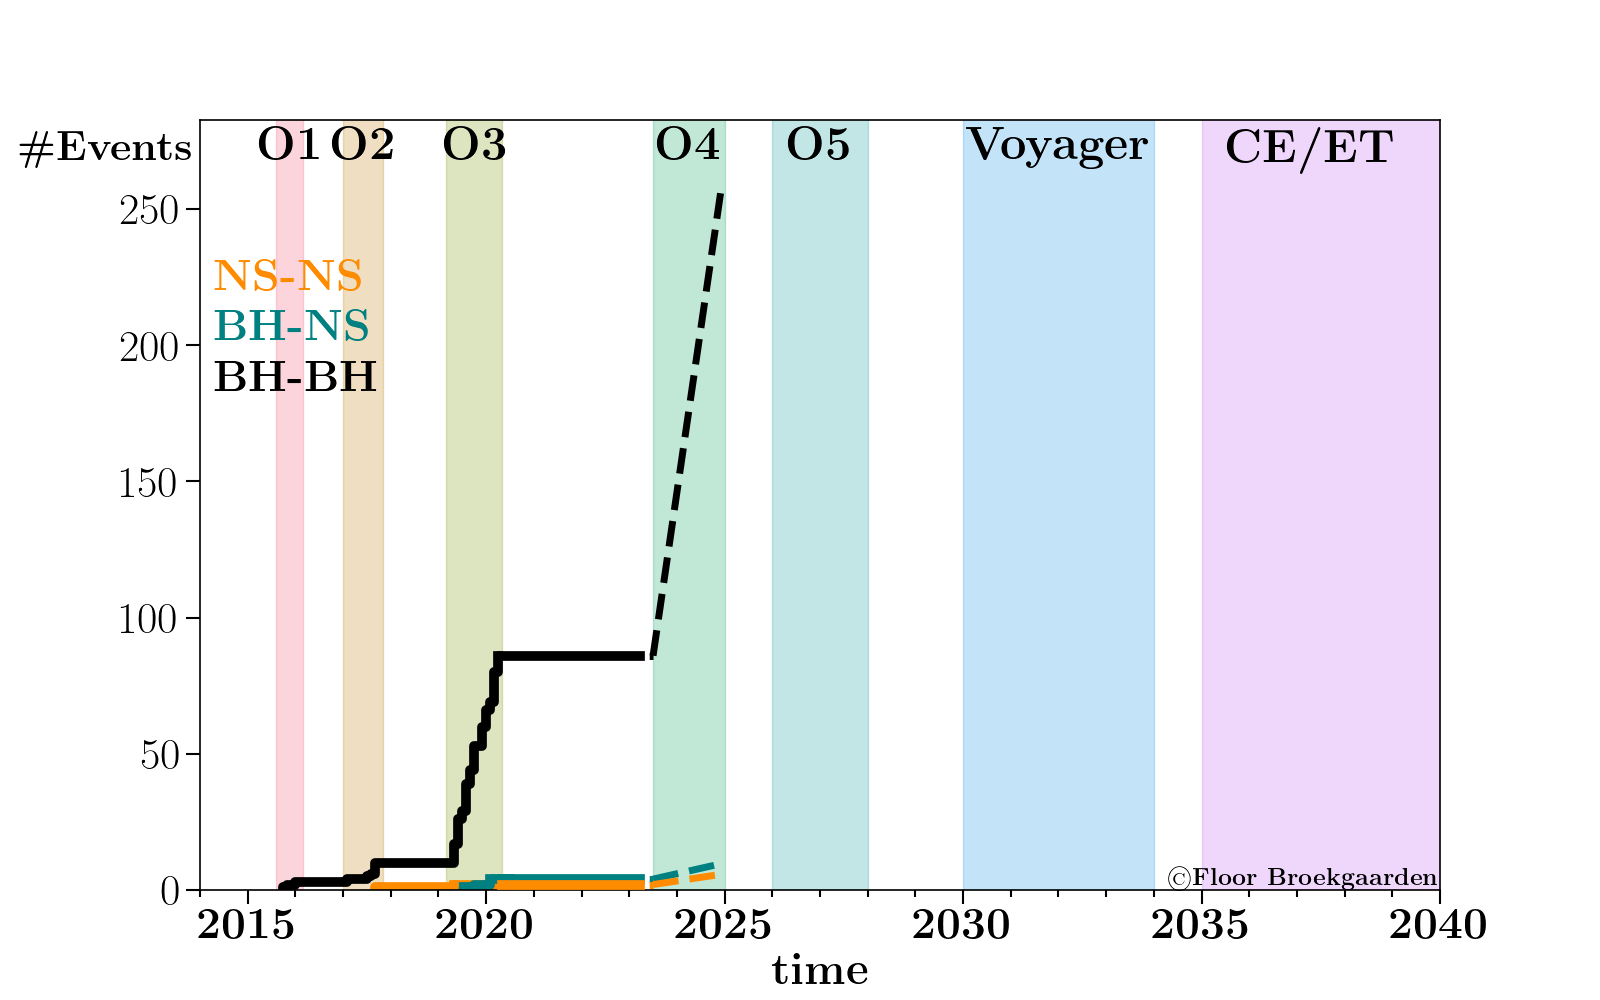 #Events O1 O2 O3 O4 O5 Voyager CE/ET
250
NS-NS
BH-NS
200
BH-BH
150
100
50
0
©Floor Broekgaarden
2015 2020 2025 2030 2035 2040
time